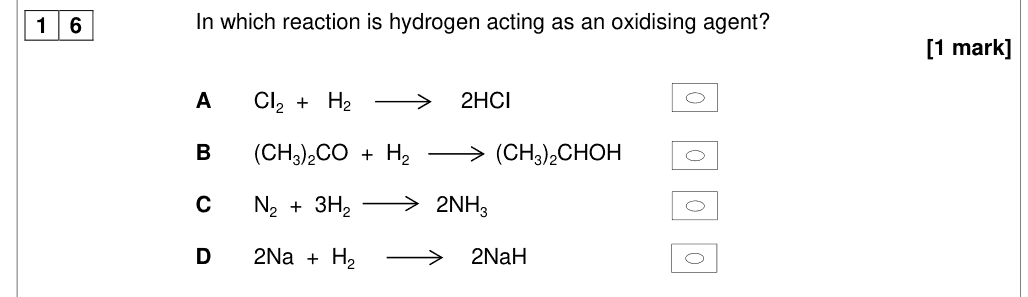 1 6 In which reaction is hydrogen acting as an oxidising agent?
[1 mark]
A Cl₂ + H₂ ⟶ 2HCl
B (CH₃)₂CO + H₂ ⟶ (CH₃)₂CHOH
C N₂ + 3H₂ ⟶ 2NH₃
D 2Na + H₂ ⟶ 2NaH